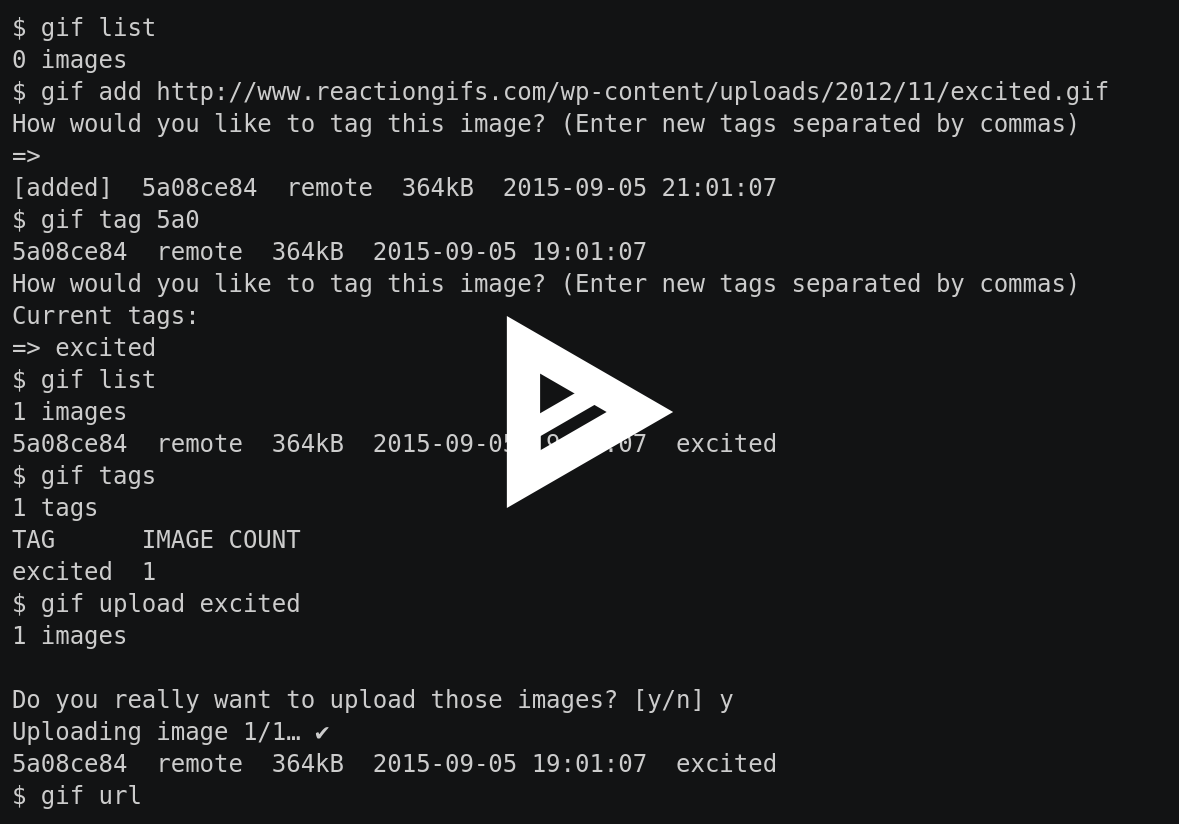 $ gif list
0 images
$ gif add http://www.reactiongifs.com/wp-content/uploads/2012/11/excited.gif
How would you like to tag this image? (Enter new tags separated by commas)
=>
[added]  5a08ce84  remote  364kB  2015-09-05 21:01:07
$ gif tag 5a0
5a08ce84  remote  364kB  2015-09-05 19:01:07
How would you like to tag this image? (Enter new tags separated by commas)
Current tags:
=> excited
$ gif list
1 images
5a08ce84  remote  364kB  excited
$ gif tags
1 tags
TAG      IMAGE COUNT
excited  1
$ gif upload excited
1 images
Do you really want to upload those images? [y/n] y
Uploading image 1/1… ✔
5a08ce84  remote  364kB  2015-09-05 19:01:07  excited
$ gif url